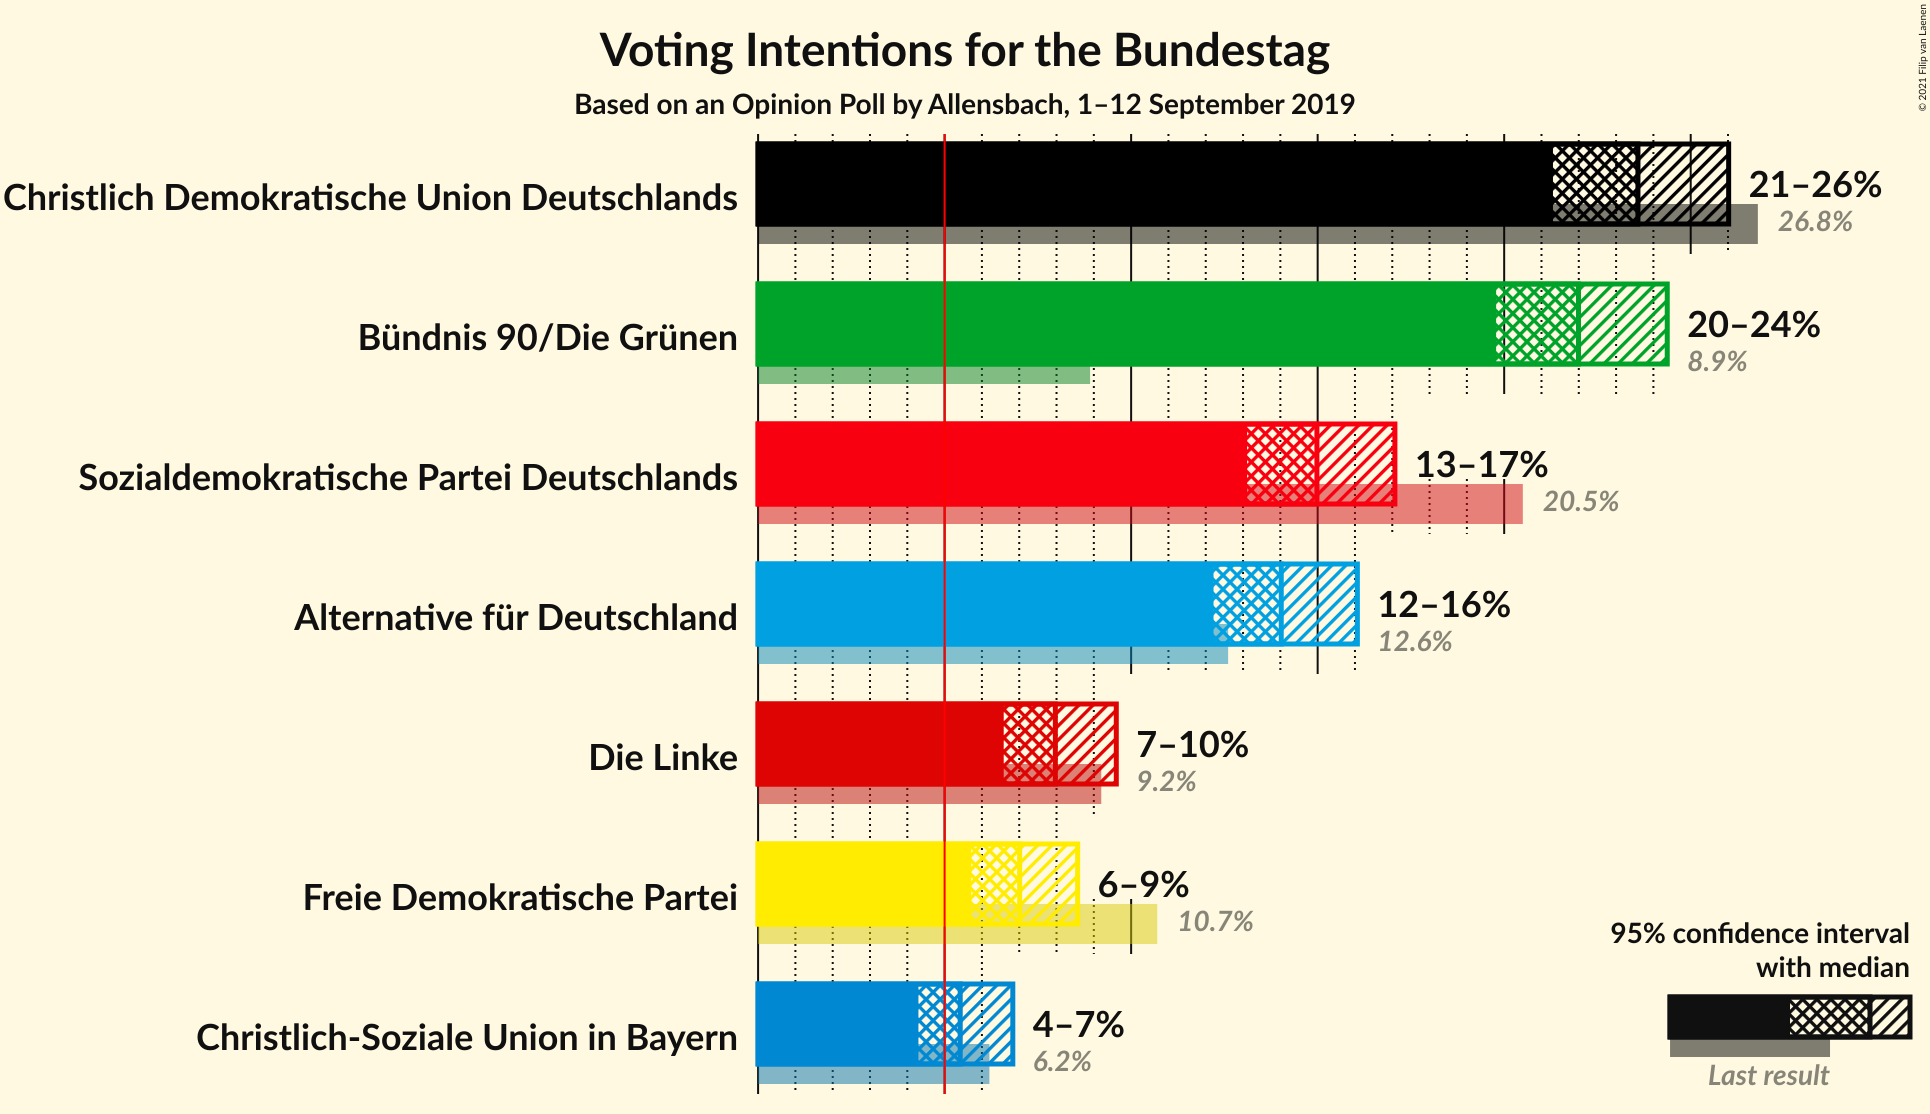 Voting Intentions for the Bundestag
Based on an Opinion Poll by Allensbach, 1–12 September 2019
© 2021 Filip van Laenen
Christlich Demokratische Union Deutschlands
21–26%
26.8%
Bündnis 90/Die Grünen
20–24%
8.9%
Sozialdemokratische Partei Deutschlands
13–17%
20.5%
Alternative für Deutschland
12–16%
12.6%
Die Linke
7–10%
9.2%
Freie Demokratische Partei
6–9%
10.7%
Christlich-Soziale Union in Bayern
4–7%
6.2%
95% confidence interval
with median
Last result